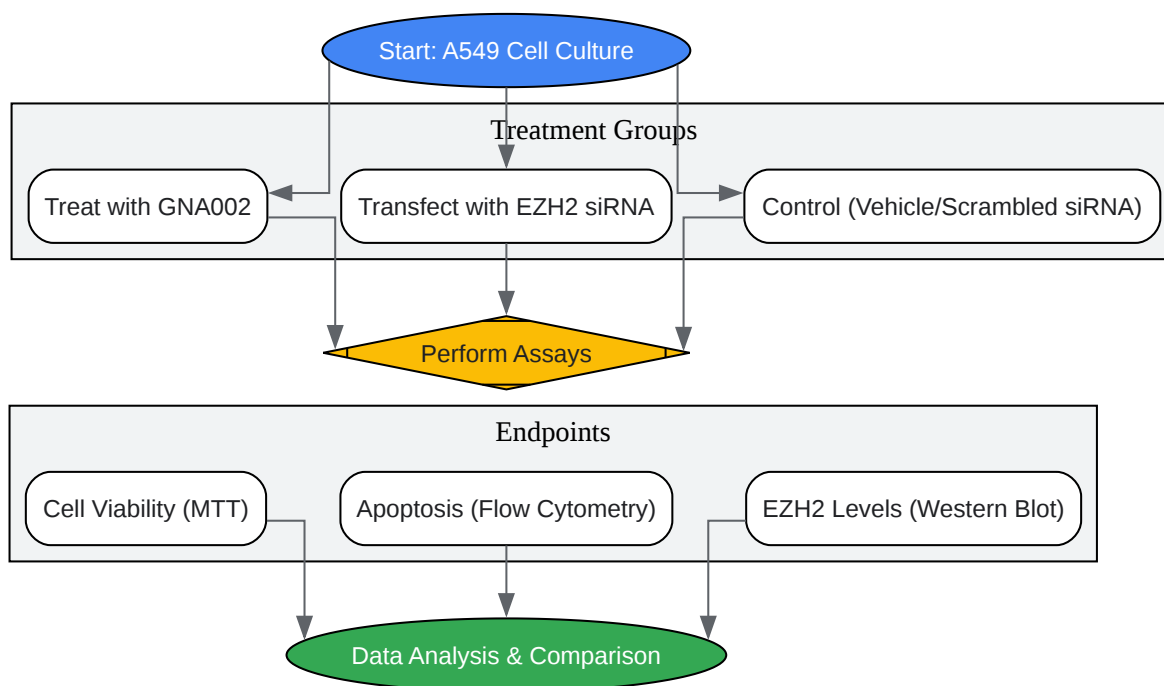 Start: A549 Cell Culture
Treatment Groups
Treat with GNA002
Transfect with EZH2 siRNA
Control (Vehicle/Scrambled siRNA)
Perform Assays
Endpoints
Cell Viability (MTT)
Apoptosis (Flow Cytometry)
EZH2 Levels (Western Blot)
Data Analysis & Comparison